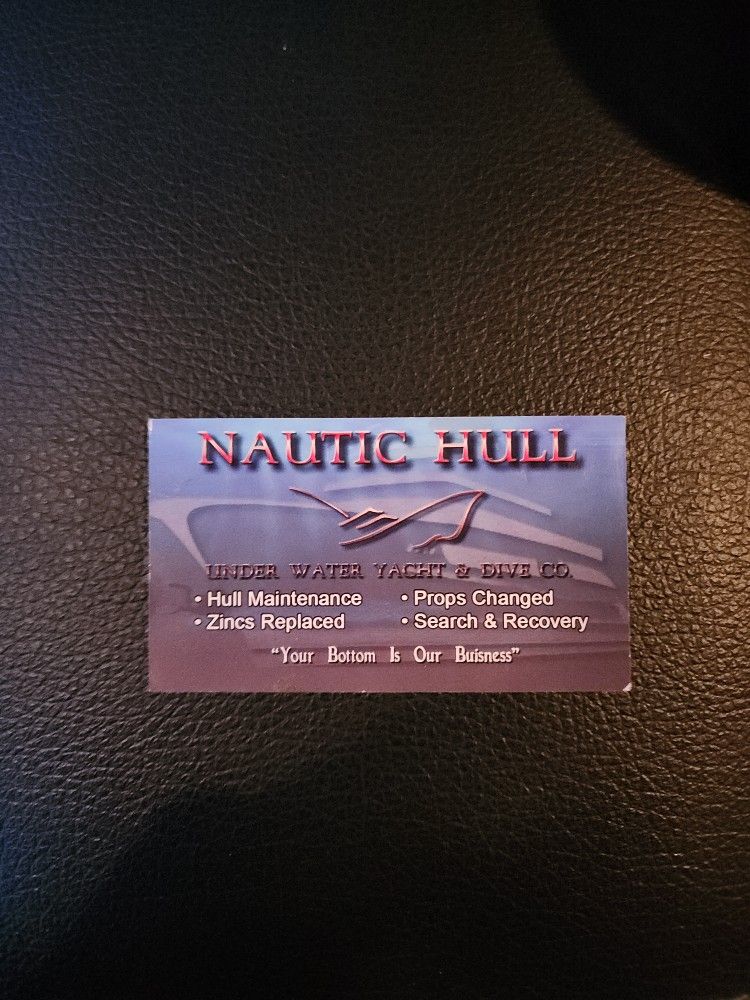 NAUTIC HULL
UNDER WATER YACHT & DIVE CO.
• Hull Maintenance • Props Changed
• Zincs Replaced • Search & Recovery
"Your Bottom Is Our Buisness"